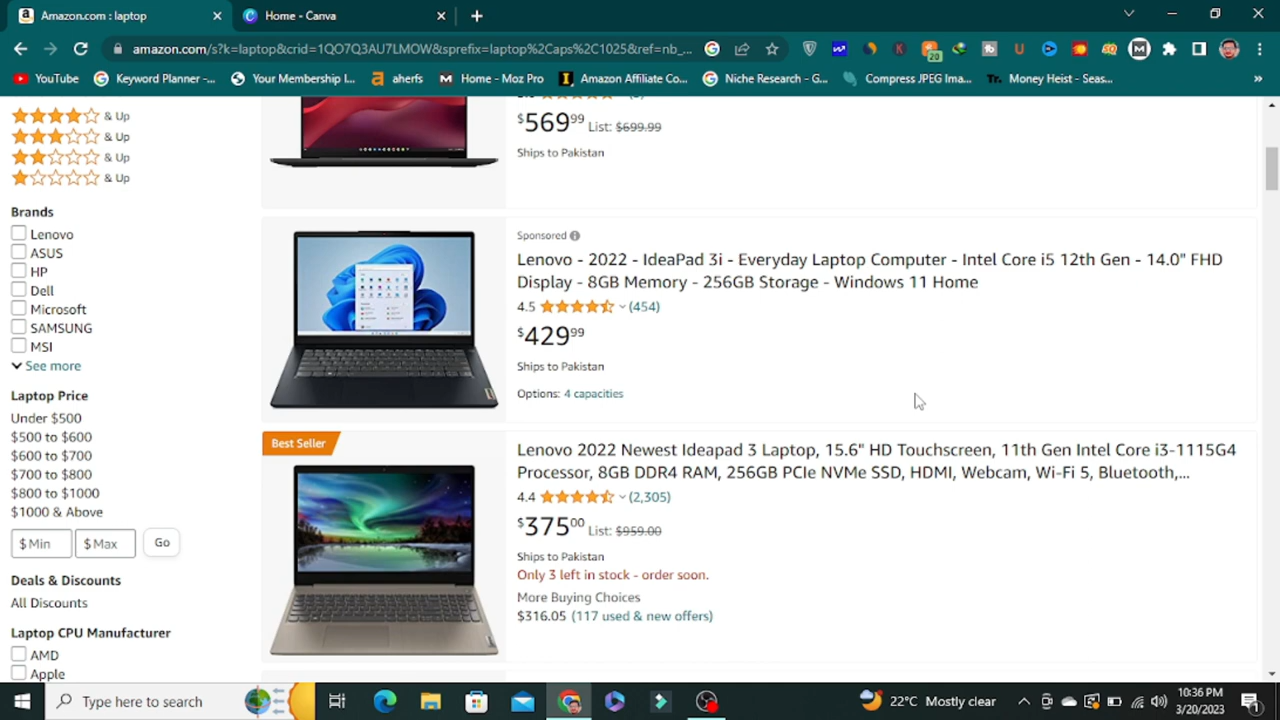 Amazon.com : laptop
Home - Canva
amazon.com/s?k=laptop&crid=1QO7Q3AU7LMOW&sprefix=laptop%2Caps%2C1025&ref=nb_...
20
YouTube
Keyword Planner -...
Your Membership I...
aherfs
Home - Moz Pro
Amazon Affiliate Co...
Niche Research - G...
Compress JPEG Ima...
Tr. Money Heist - Seas...
»
& Up
& Up
& Up
& Up
Brands
Lenovo
ASUS
HP
Dell
Microsoft
SAMSUNG
MSI
See more
Laptop Price
Under $500
$500 to $600
$600 to $700
$700 to $800
$800 to $1000
$1000 & Above
$ Min
$ Max
Go
Deals & Discounts
All Discounts
Laptop CPU Manufacturer
AMD
Apple
$569.99 List: $699.99
Ships to Pakistan
Sponsored
Lenovo - 2022 - IdeaPad 3i - Everyday Laptop Computer - Intel Core i5 12th Gen - 14.0" FHD
Display - 8GB Memory - 256GB Storage - Windows 11 Home
4.5 (454)
$429.99
Ships to Pakistan
Options: 4 capacities
Best Seller
Lenovo 2022 Newest Ideapad 3 Laptop, 15.6" HD Touchscreen, 11th Gen Intel Core i3-1115G4
Processor, 8GB DDR4 RAM, 256GB PCIe NVMe SSD, HDMI, Webcam, Wi-Fi 5, Bluetooth,...
4.4 (2,305)
$375.00 List: $959.00
Ships to Pakistan
Only 3 left in stock - order soon.
More Buying Choices
$316.05 (117 used & new offers)
Type here to search
22°C Mostly clear
10:36 PM
3/20/2023
1